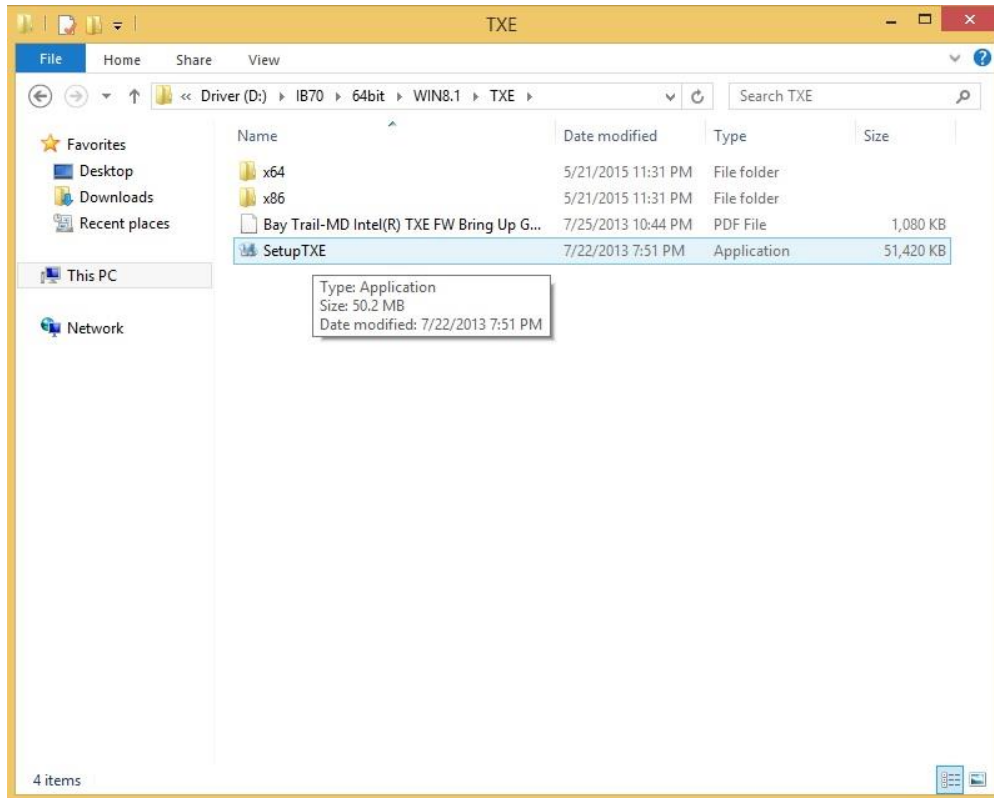 TXE
File Home Share View
« Driver (D:) ▸ IB70 ▸ 64bit ▸ WIN8.1 ▸ TXE ▸ Search TXE
Favorites
Desktop
Downloads
Recent places
This PC
Network
Name Date modified Type Size
x64 5/21/2015 11:31 PM File folder
x86 5/21/2015 11:31 PM File folder
Bay Trail-MD Intel(R) TXE FW Bring Up G... 7/25/2013 10:44 PM PDF File 1,080 KB
SetupTXE 7/22/2013 7:51 PM Application 51,420 KB
Type: Application
Size: 50.2 MB
Date modified: 7/22/2013 7:51 PM
4 items